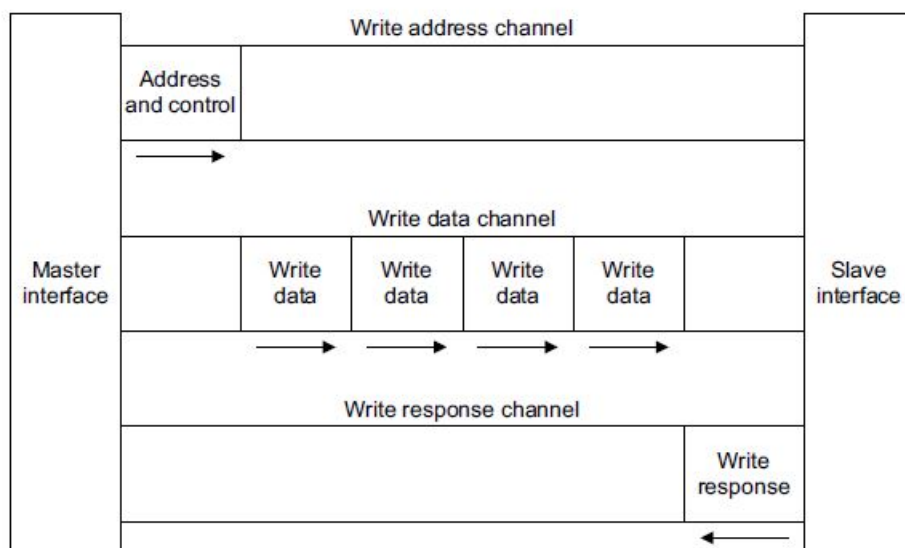 Write address channel
Address
and control
Write data channel
Master
interface
Write
data
Write
data
Write
data
Write
data
Slave
interface
Write response channel
Write
response